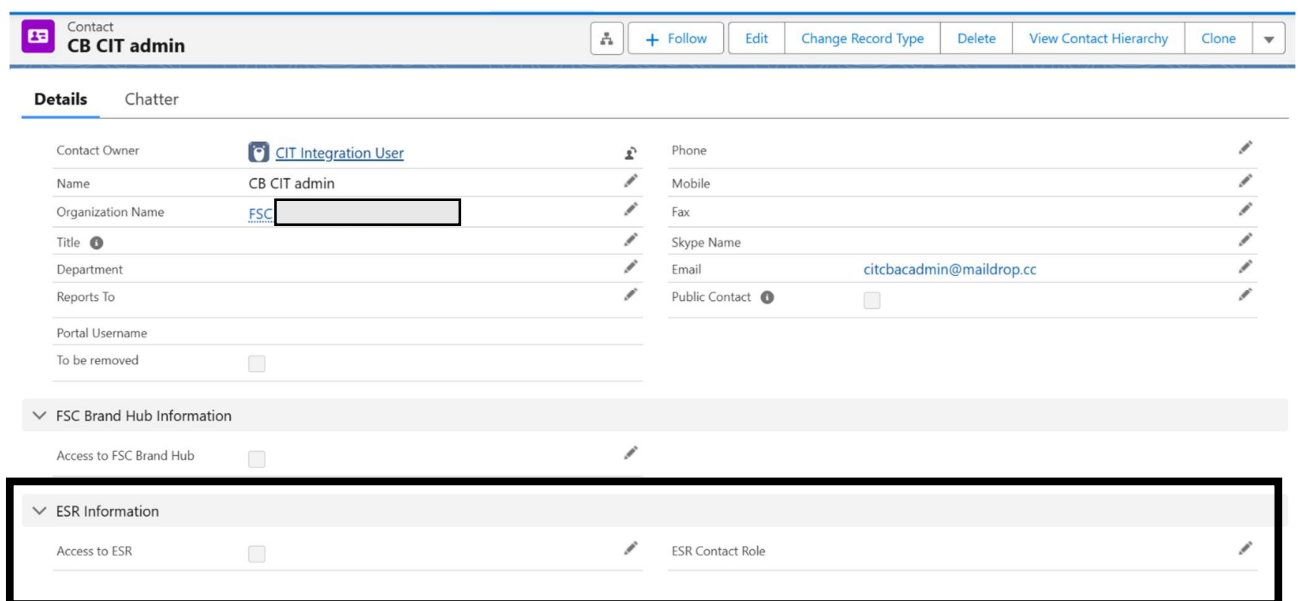 Contact
CB CIT admin
+ Follow Edit Change Record Type Delete View Contact Hierarchy Clone
Details Chatter
Contact Owner CIT Integration User Phone
Name CB CIT admin Mobile
Organization Name FSC Fax
Title Skype Name
Department Email citcbacadmin@maildrop.cc
Reports To Public Contact
Portal Username
To be removed
FSC Brand Hub Information
Access to FSC Brand Hub
ESR Information
Access to ESR ESR Contact Role